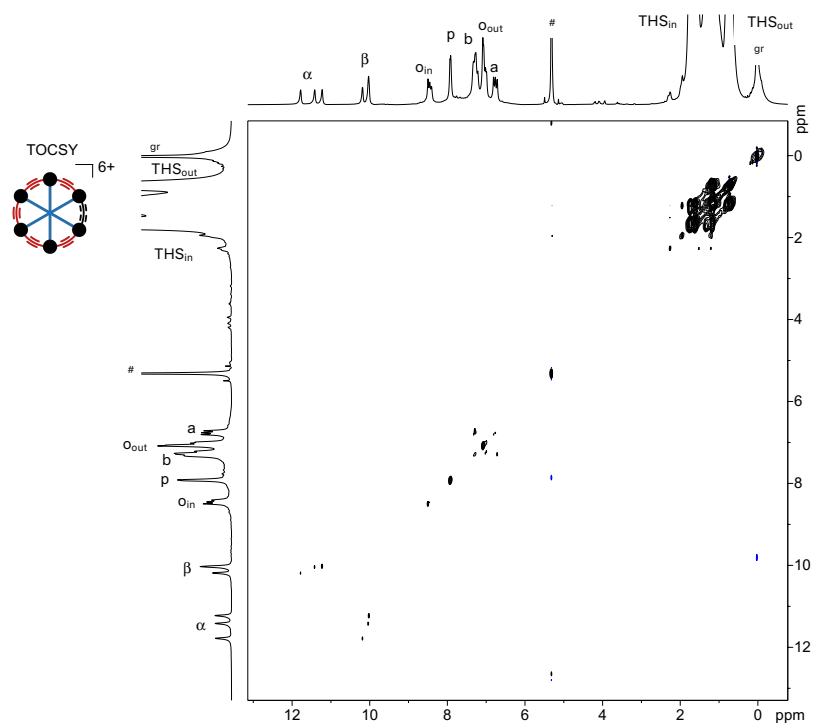 α
β
o_in
p
b
o_out
a
#
THS_in
THS_out
gr
TOCSY
6+
gr
THS_out
THS_in
#
a
o_out
b
p
o_in
β
α
ppm
0
2
4
6
8
10
12
12 10 8 6 4 2 0 ppm